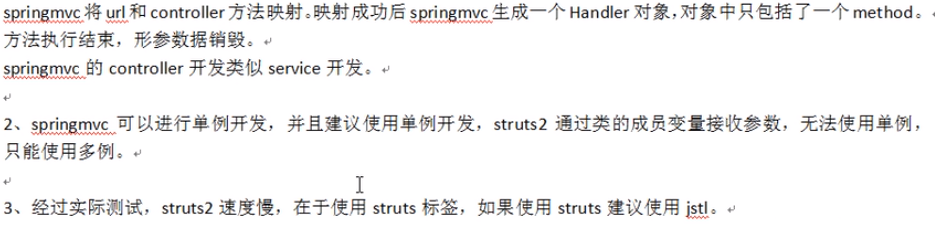 springmvc 将 url 和 controller 方法映射。映射成功后 springmvc 生成一个 Handler 对象，对象中只包括了一个 method。
方法执行结束，形参数据销毁。
springmvc 的 controller 开发类似 service 开发。
2、springmvc 可以进行单例开发，并且建议使用单例开发，struts2 通过类的成员变量接收参数，无法使用单例，
只能使用多例。
3、经过实际测试，struts2 速度慢，在于使用 struts 标签，如果使用 struts 建议使用 jstl。